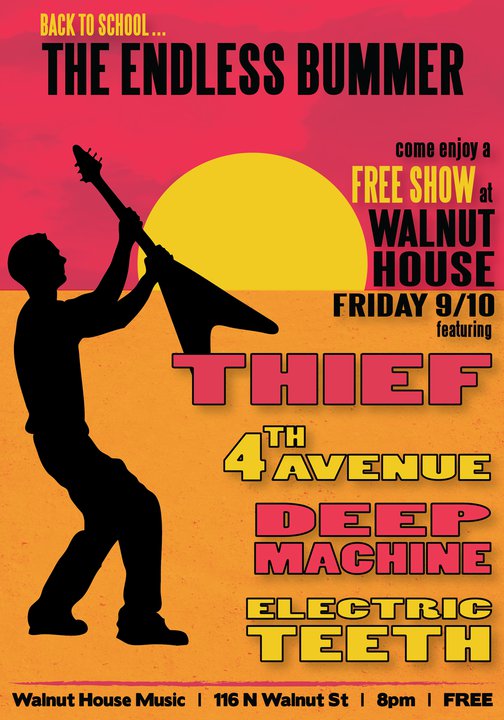 BACK TO SCHOOL...
THE ENDLESS BUMMER
come enjoy a
FREE SHOW at
WALNUT
HOUSE
FRIDAY 9/10
featuring
THIEF
4TH AVENUE
DEEP
MACHINE
ELECTRIC
TEETH
Walnut House Music | 116 N Walnut St | 8pm | FREE